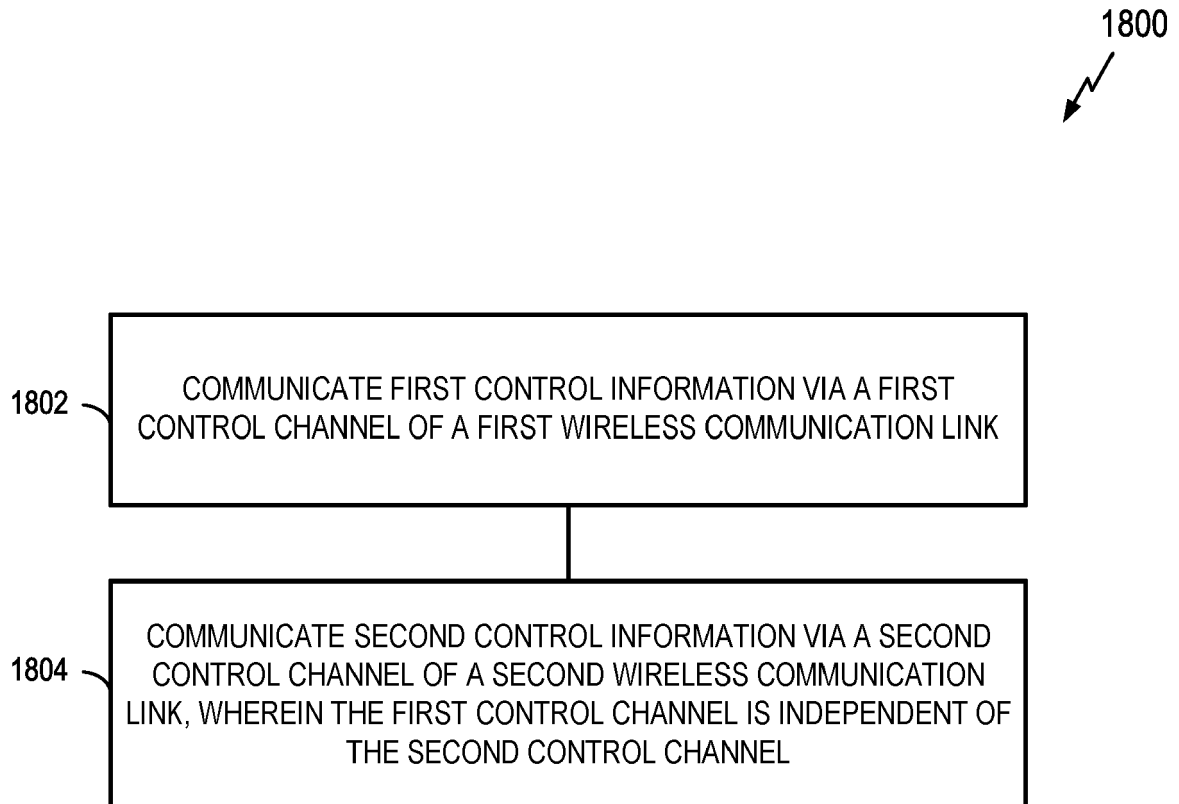 1800
1802
COMMUNICATE FIRST CONTROL INFORMATION VIA A FIRST
CONTROL CHANNEL OF A FIRST WIRELESS COMMUNICATION LINK
1804
COMMUNICATE SECOND CONTROL INFORMATION VIA A SECOND
CONTROL CHANNEL OF A SECOND WIRELESS COMMUNICATION
LINK, WHEREIN THE FIRST CONTROL CHANNEL IS INDEPENDENT OF
THE SECOND CONTROL CHANNEL